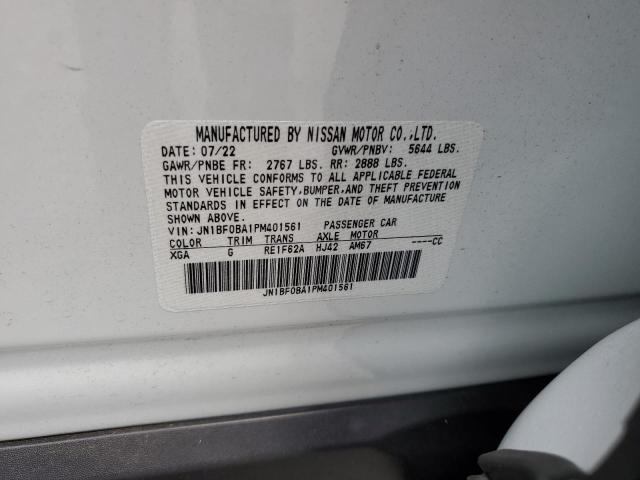 MANUFACTURED BY NISSAN MOTOR CO.,LTD.
DATE: 07/22 GVWR/PNBV: 5644 LBS.
GAWR/PNBE FR: 2767 LBS. RR: 2888 LBS.
THIS VEHICLE CONFORMS TO ALL APPLICABLE FEDERAL
MOTOR VEHICLE SAFETY,BUMPER,AND THEFT PREVENTION
STANDARDS IN EFFECT ON THE DATE OF MANUFACTURE
SHOWN ABOVE.
VIN: JN1BF0BA1PM401561 PASSENGER CAR
COLOR TRIM TRANS AXLE MOTOR
XGA G RE1F62A HJ42 AM67 ----CC
JN1BF0BA1PM401561